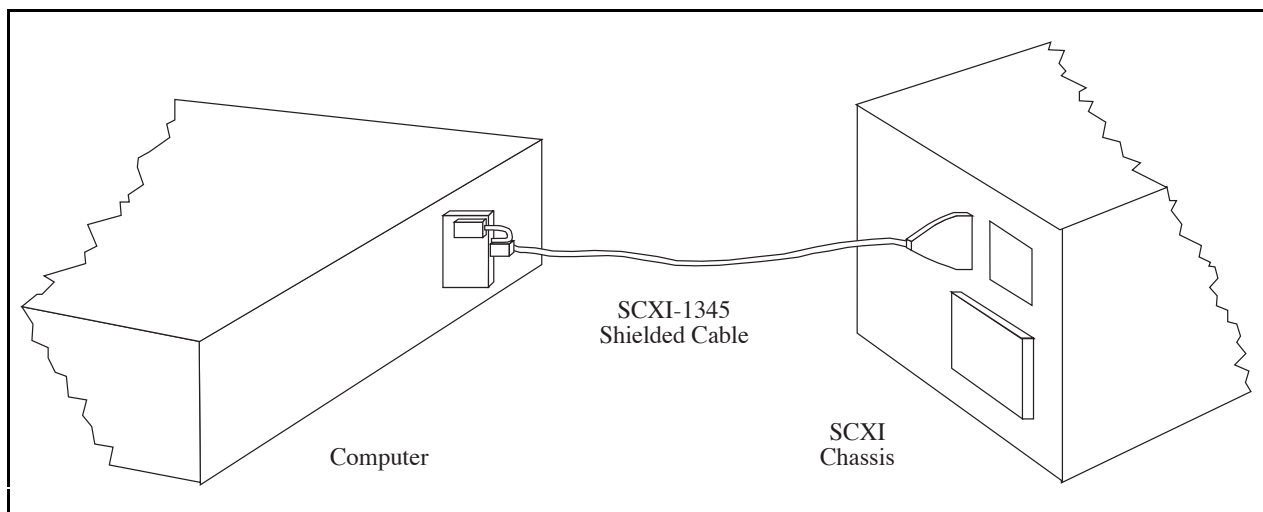 SCXI-1345
Shielded Cable
SCXI
Chassis
Computer